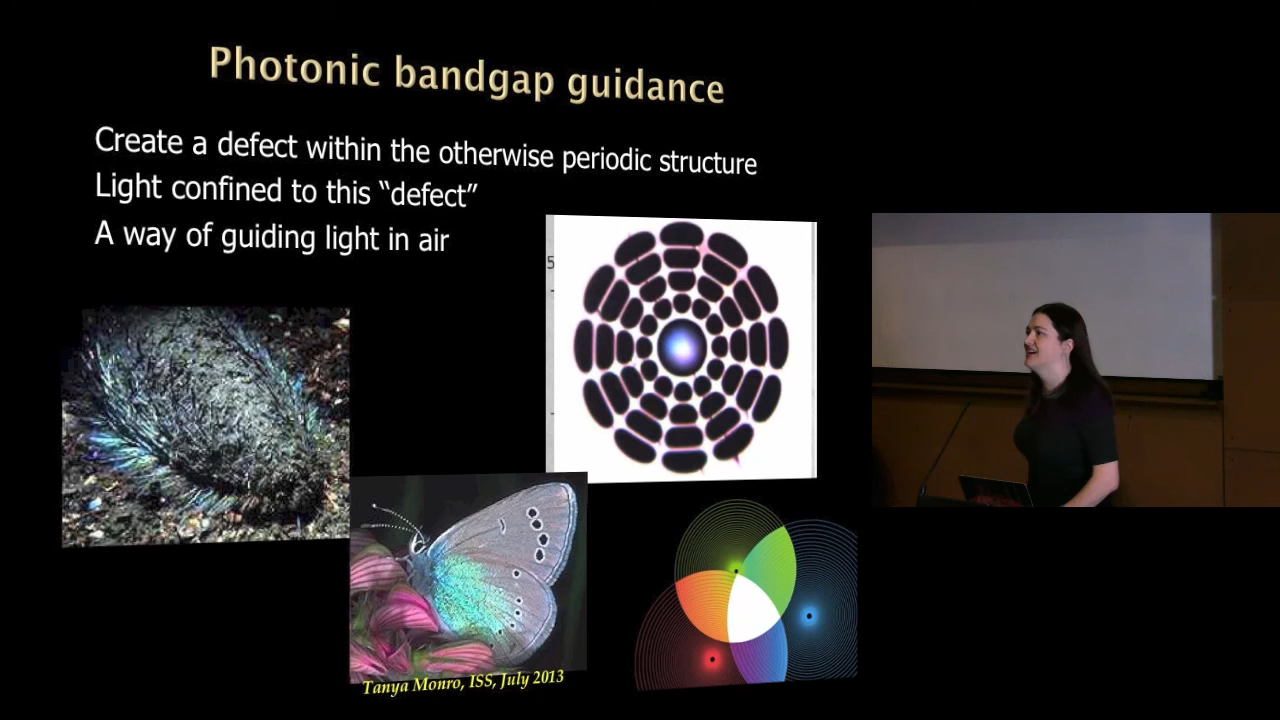 Photonic bandgap guidance
Create a defect within the otherwise periodic structure
Light confined to this “defect”
A way of guiding light in air
5
Tanya Monro, ISS, July 2013